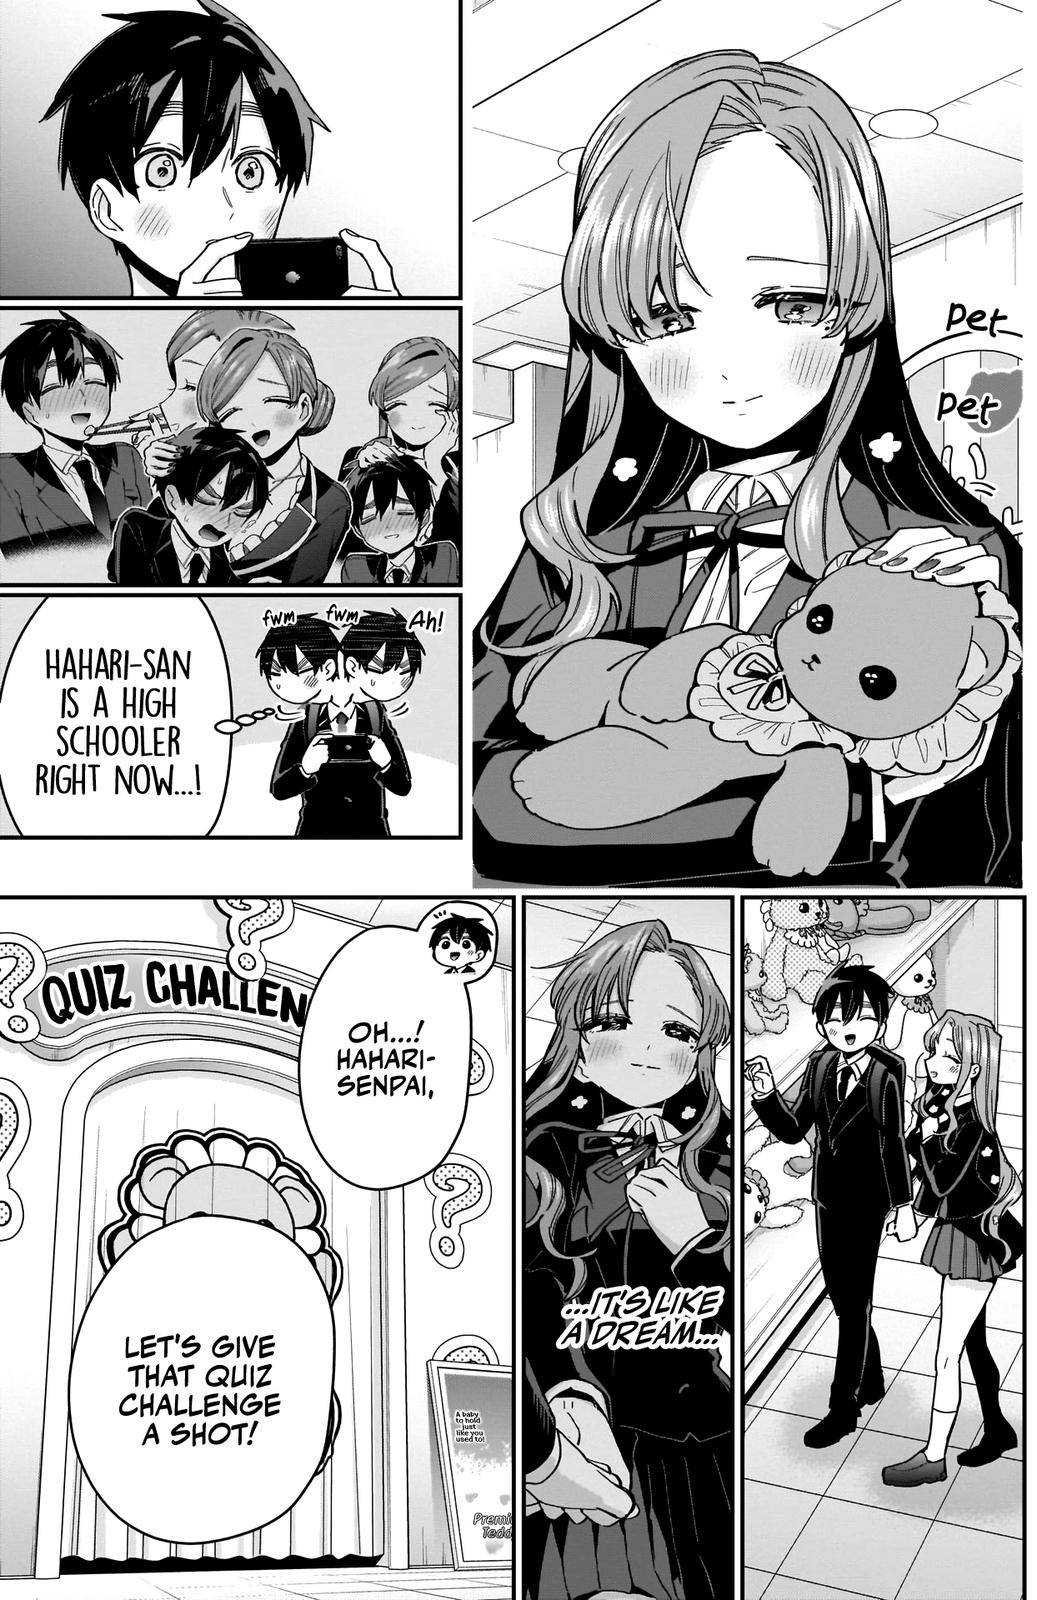 Pet
Pet
fwm
fwm
Ah!
HAHARI-SAN
IS A HIGH
SCHOOLER
RIGHT NOW...!
...IT'S LIKE
A DREAM...
QUIZ CHALLEN
OH...!
HAHARI-
SENPAI,
LET'S GIVE
THAT QUIZ
CHALLENGE
A SHOT!
A baby
to hold
just
like you
used to!
Premi
Tedd